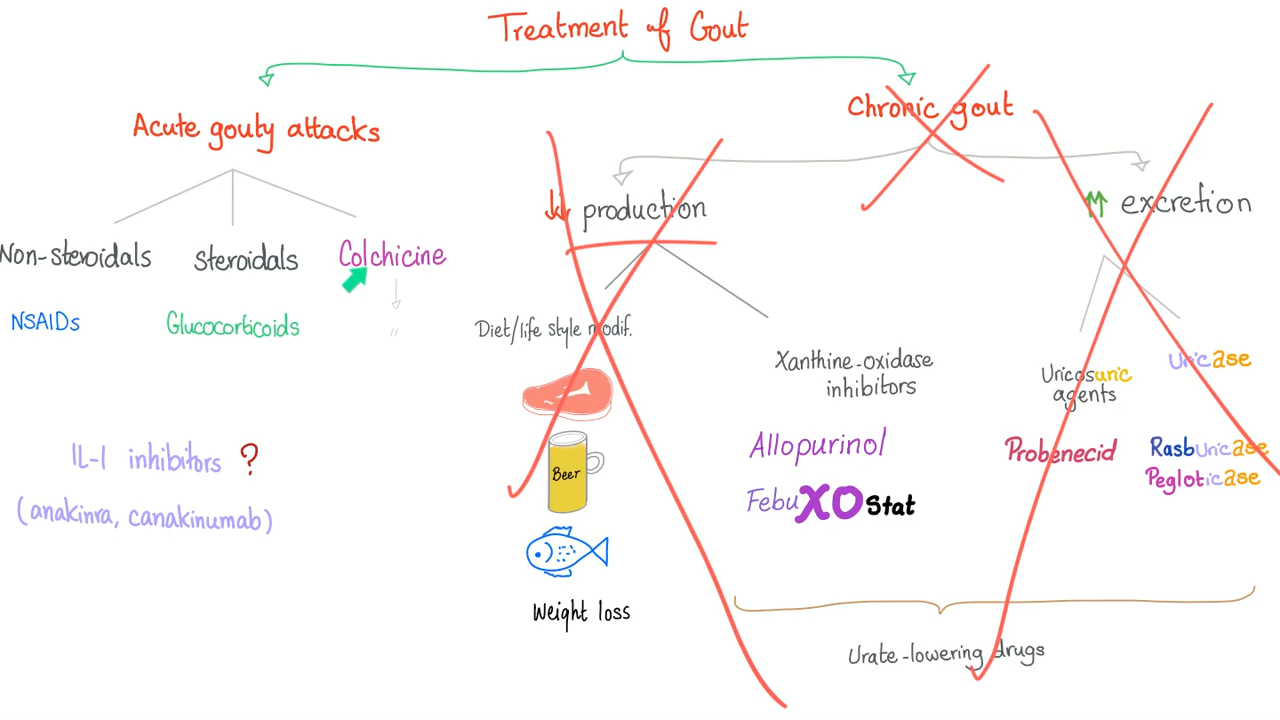 Treatment of Gout
Acute gouty attacks
Non-steroidals
Steroidals
Colchicine
NSAIDs
Glucocorticoids
"
IL-1 inhibitors ?
(anakinra, canakinumab)
Chronic gout
↓↓ production
Diet/life style modif.
Beer
Weight loss
Xanthine-oxidase
inhibitors
Allopurinol
FebuXOstat
↑↑ excretion
Uricosuric
agents
Probenecid
Uricase
Rasburicase
Pegloticase
Urate-lowering drugs